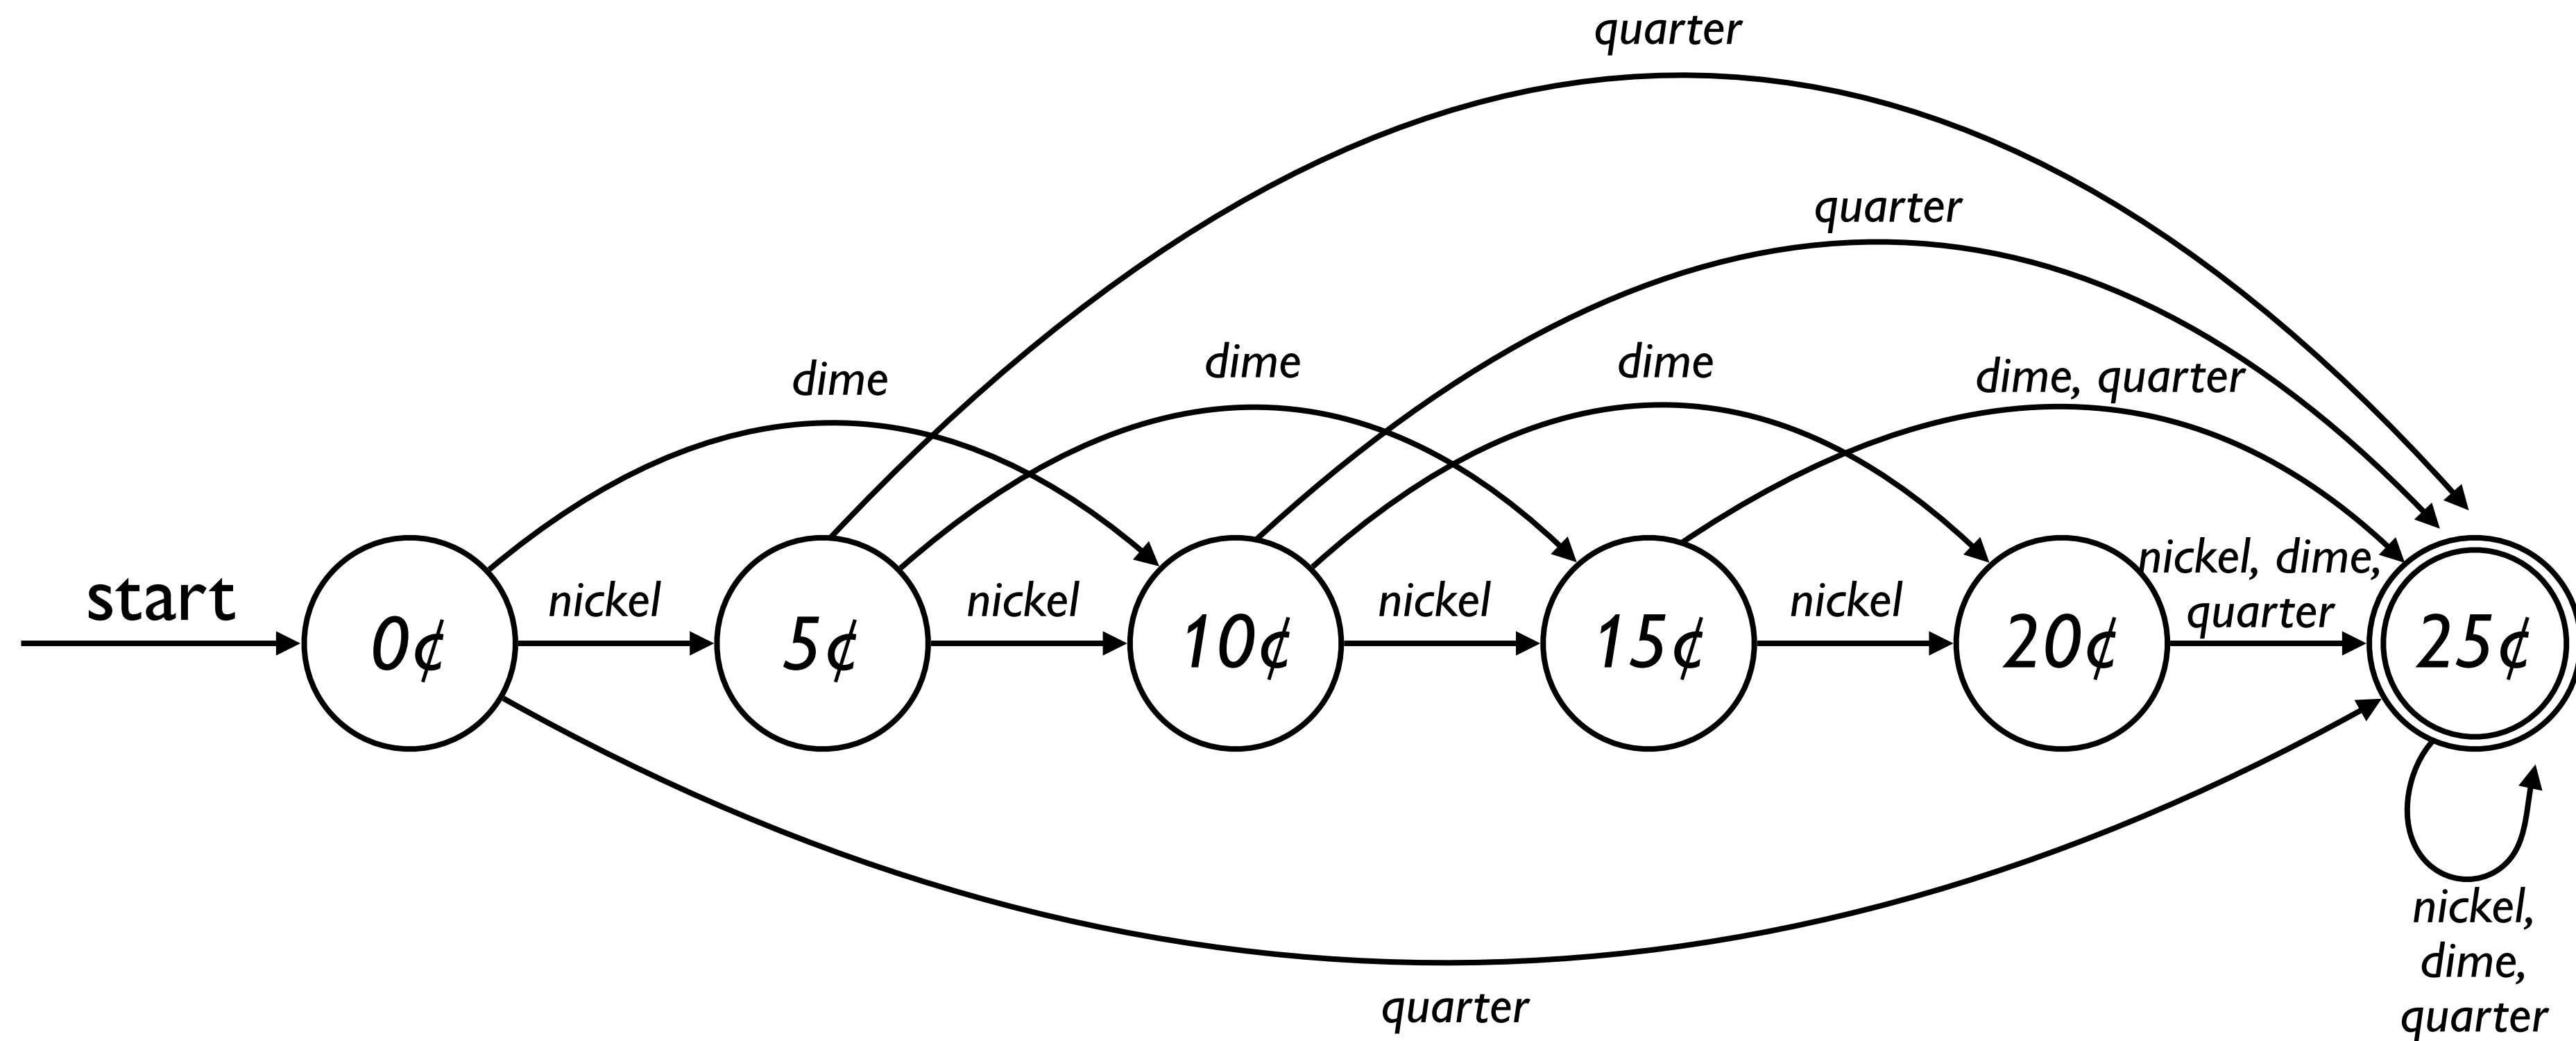 quarter
quarter
dime
dime
dime
dime, quarter
start
nickel
nickel
nickel
nickel
nickel, dime,
quarter
0¢
5¢
10¢
15¢
20¢
25¢
quarter
nickel,
dime,
quarter